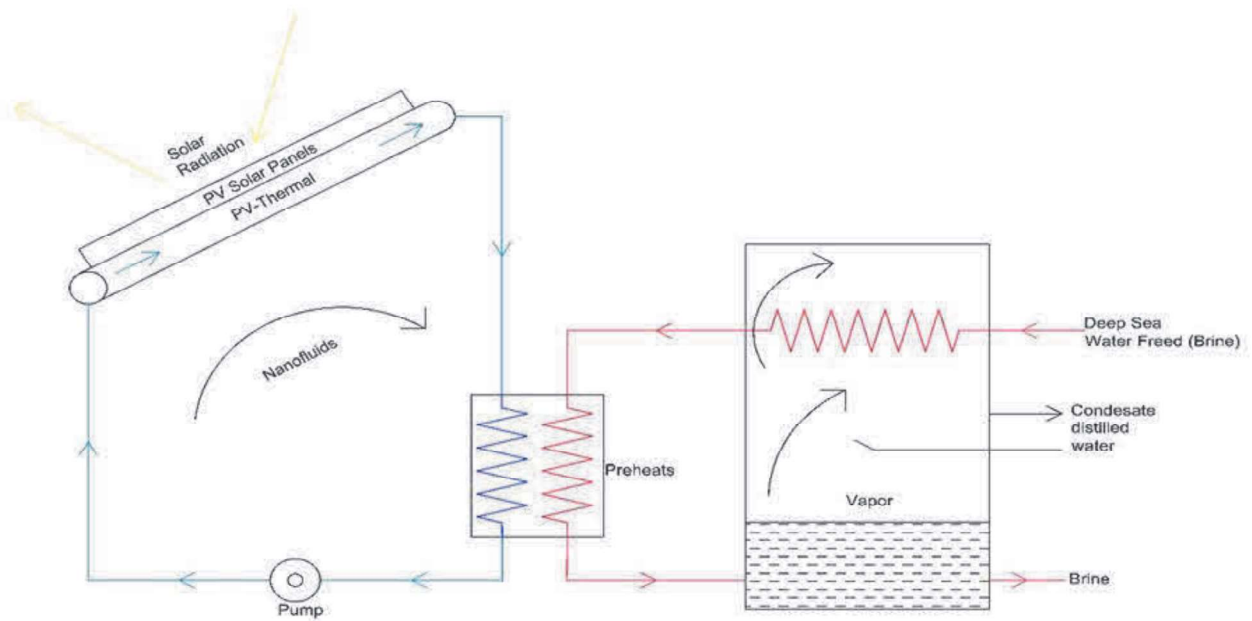 Solar
Radiation
PV Solar Panels
PV-Thermal
Nanofluids
Deep Sea
Water Freed (Brine)
Condesate
distilled
water
Preheats
Vapor
Brine
Pump